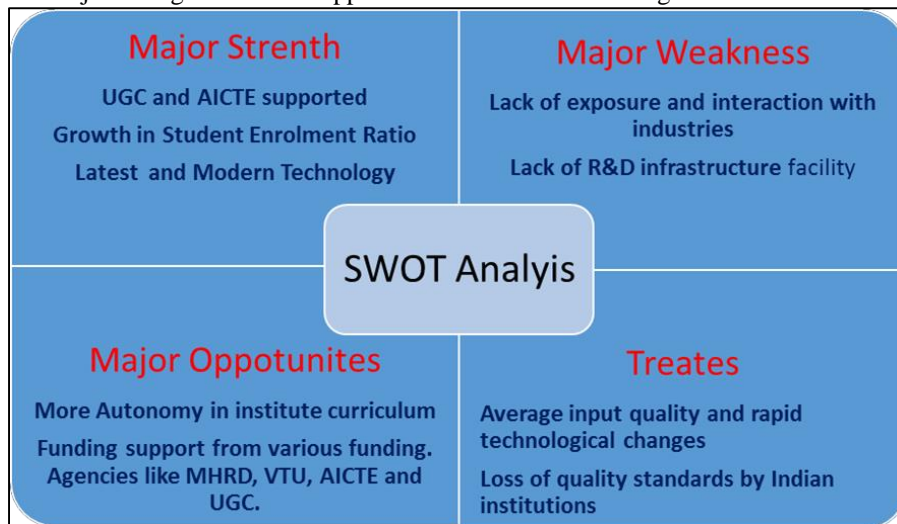 Major Strenth
UGC and AICTE supported
Growth in Student Enrolment Ratio
Latest and Modern Technology
Major Weakness
Lack of exposure and interaction with
industries
Lack of R&D infrastructure facility
SWOT Analyis
Major Oppotunites
More Autonomy in institute curriculum
Funding support from various funding.
Agencies like MHRD, VTU, AICTE and
UGC.
Treates
Average input quality and rapid
technological changes
Loss of quality standards by Indian
institutions